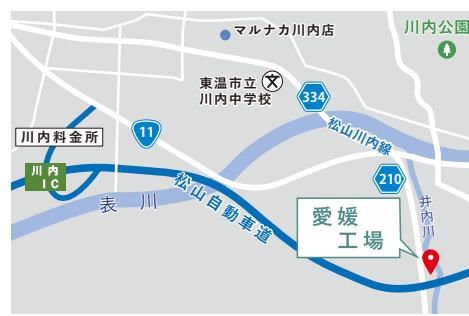 マルナカ川内店
川内公園
東温市立
川内中学校
334
松山川内線
11
川内料金所
川内
IC
210
表川
松山自動車道
井内川
愛媛
工場